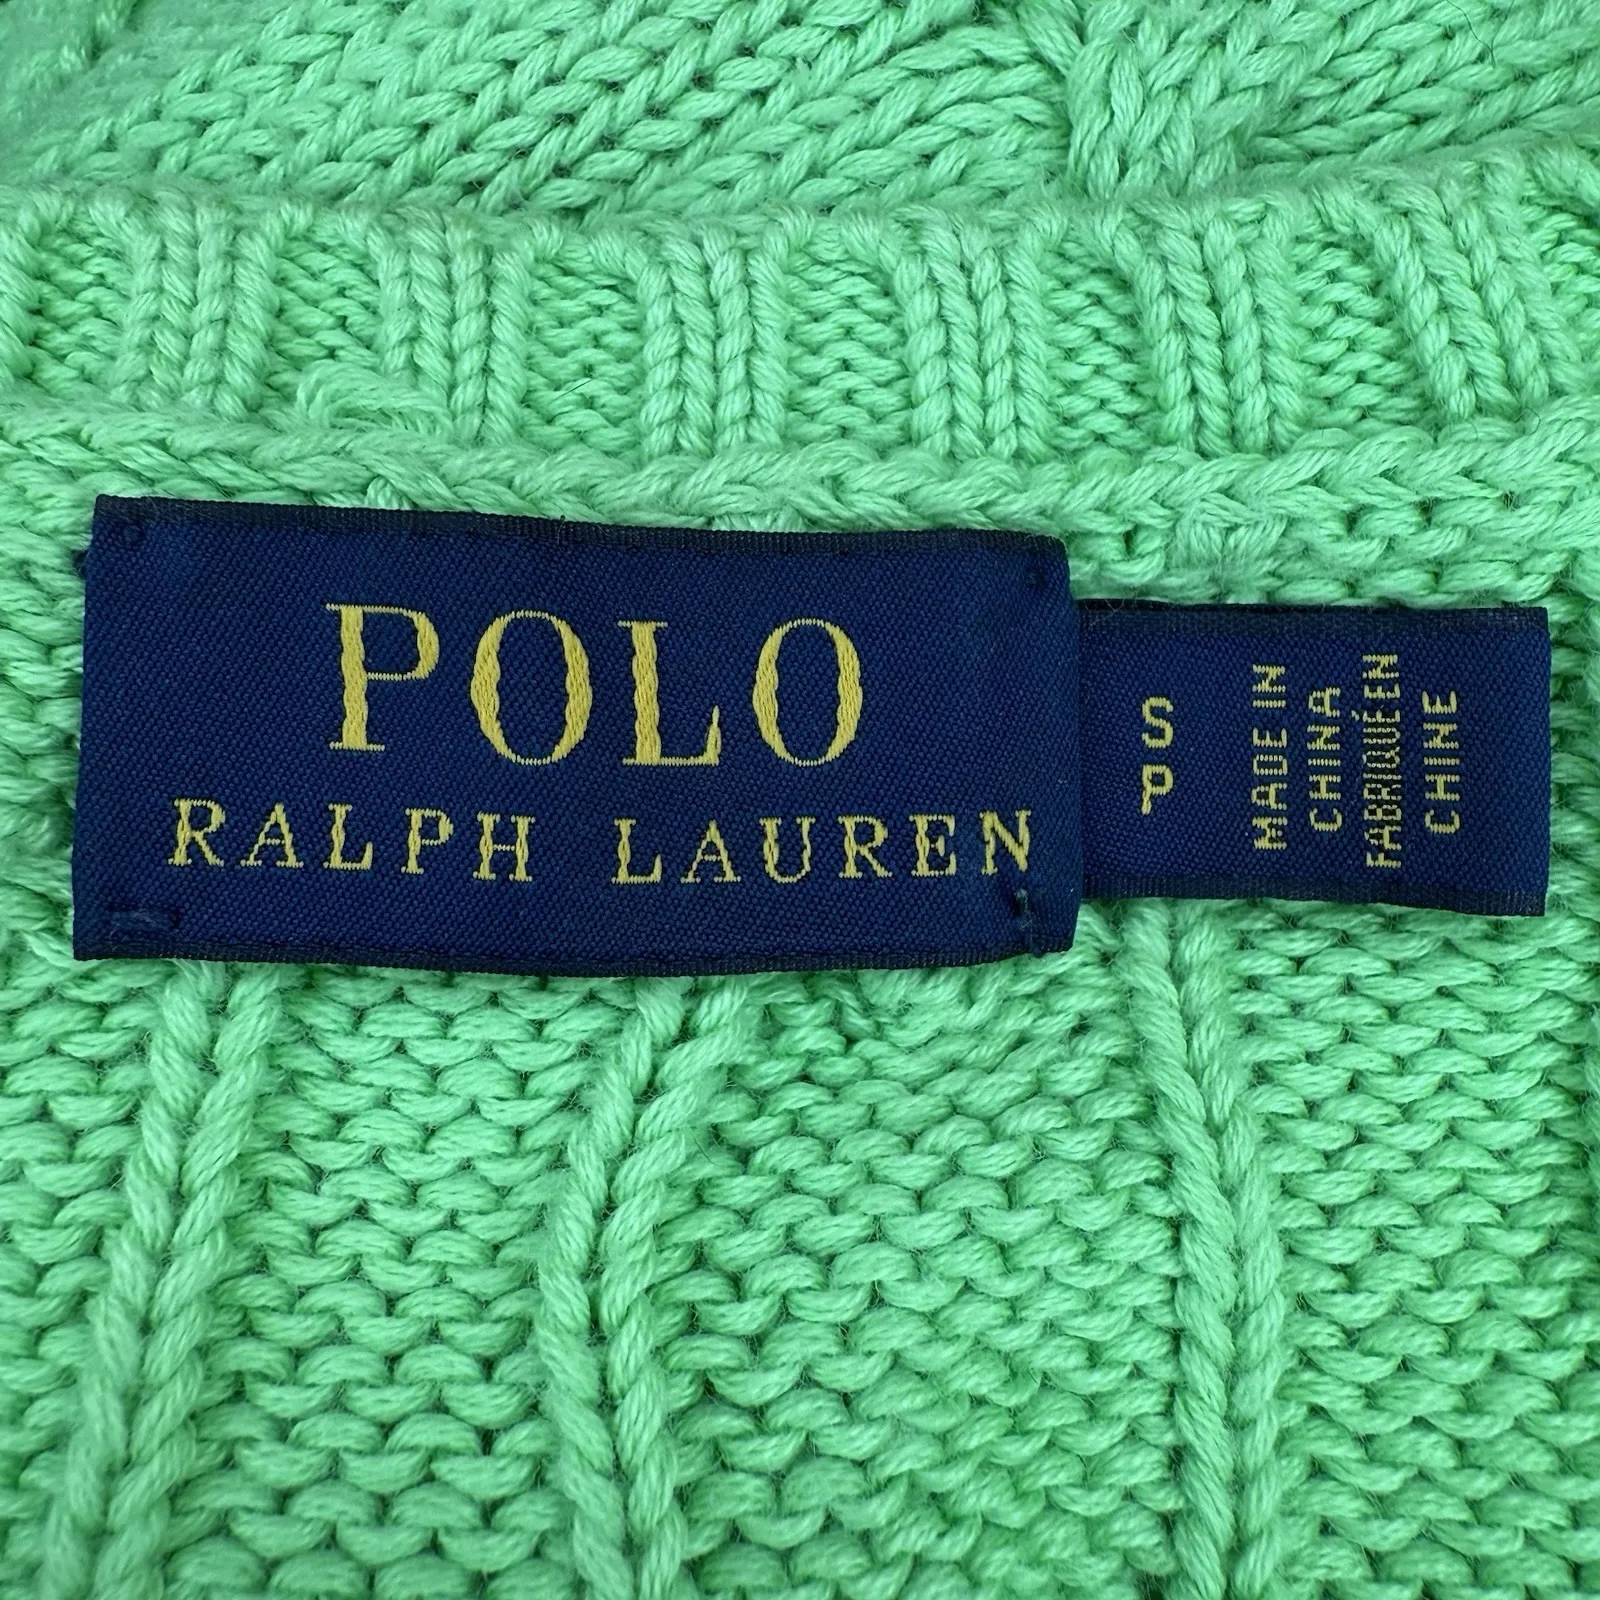 POLO
RALPH LAUREN
S
P
MADE IN
CHINA
FABRIQUÉ EN
CHINE